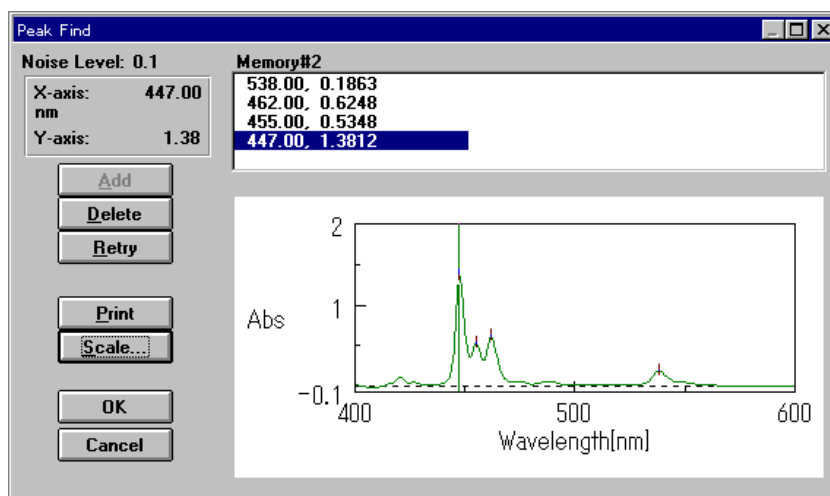 Peak Find
Noise Level: 0.1
X-axis: 447.00
nm
Y-axis: 1.38
Add
Delete
Retry
Print
Scale...
OK
Cancel
Memory#2
538.00, 0.1863
462.00, 0.6248
455.00, 0.5348
447.00, 1.3812
2
Abs
1
-0.1
400 500 600
Wavelength[nm]